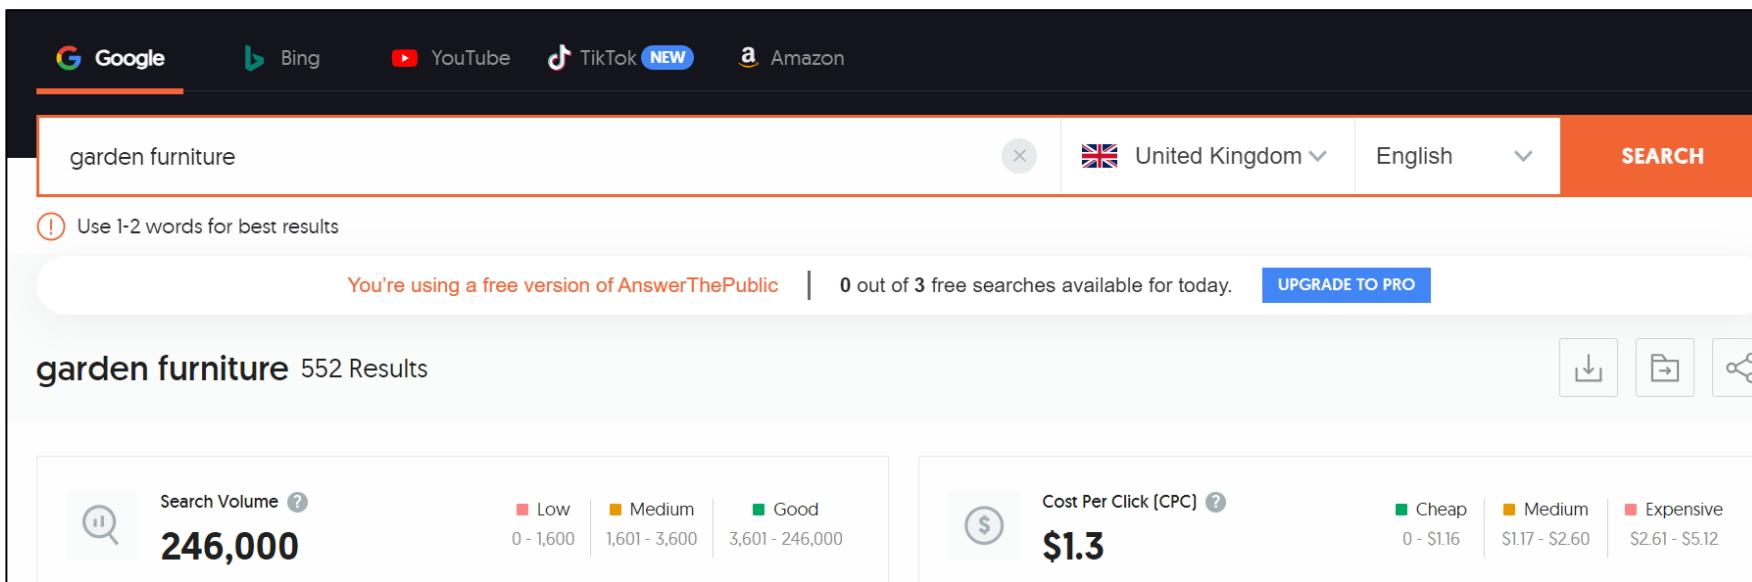 Google Bing YouTube TikTok NEW a Amazon
garden furniture United Kingdom English SEARCH
Use 1-2 words for best results
You're using a free version of AnswerThePublic 0 out of 3 free searches available for today. UPGRADE TO PRO
garden furniture 552 Results
Search Volume ? Low Medium Good Cost Per Click (CPC) ? Cheap Medium Expensive
246,000 0 - 1,600 1,601 - 3,600 3,601 - 246,000 $1.3 0 - $1.16 $1.17 - $2.60 $2.61 - $5.12